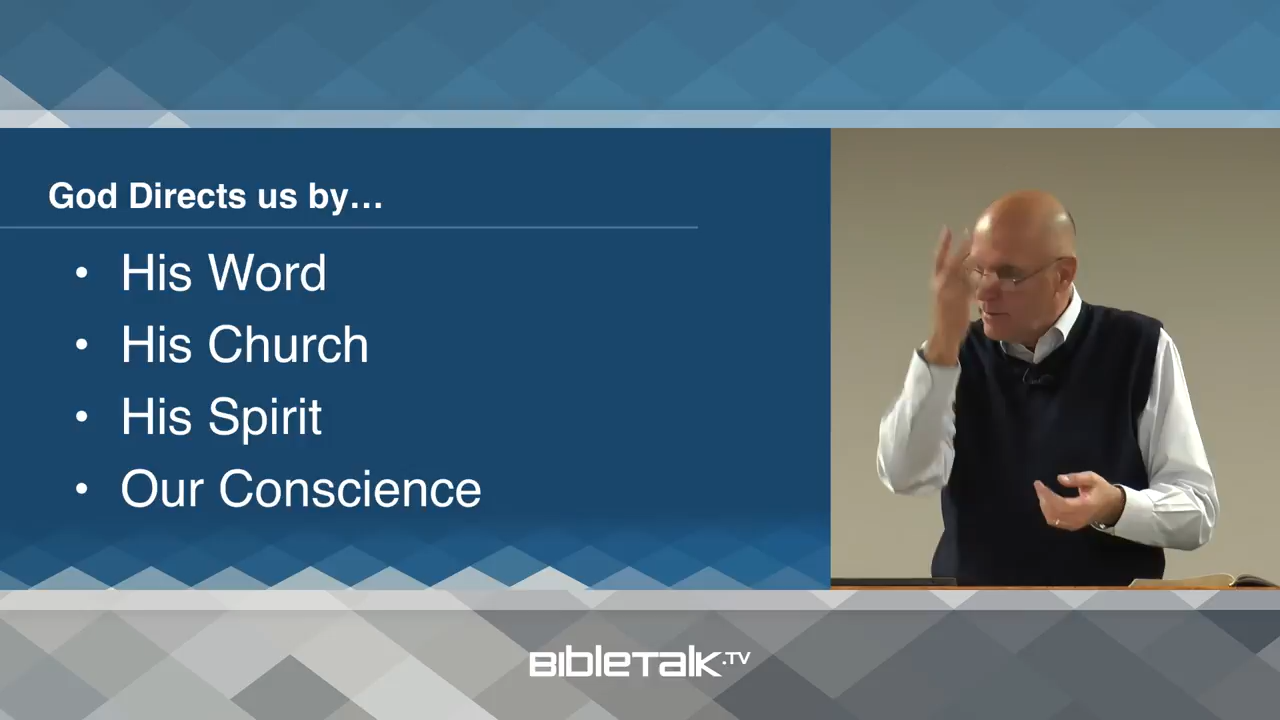 God Directs us by…
• His Word
• His Church
• His Spirit
• Our Conscience
BIBLETALK.TV